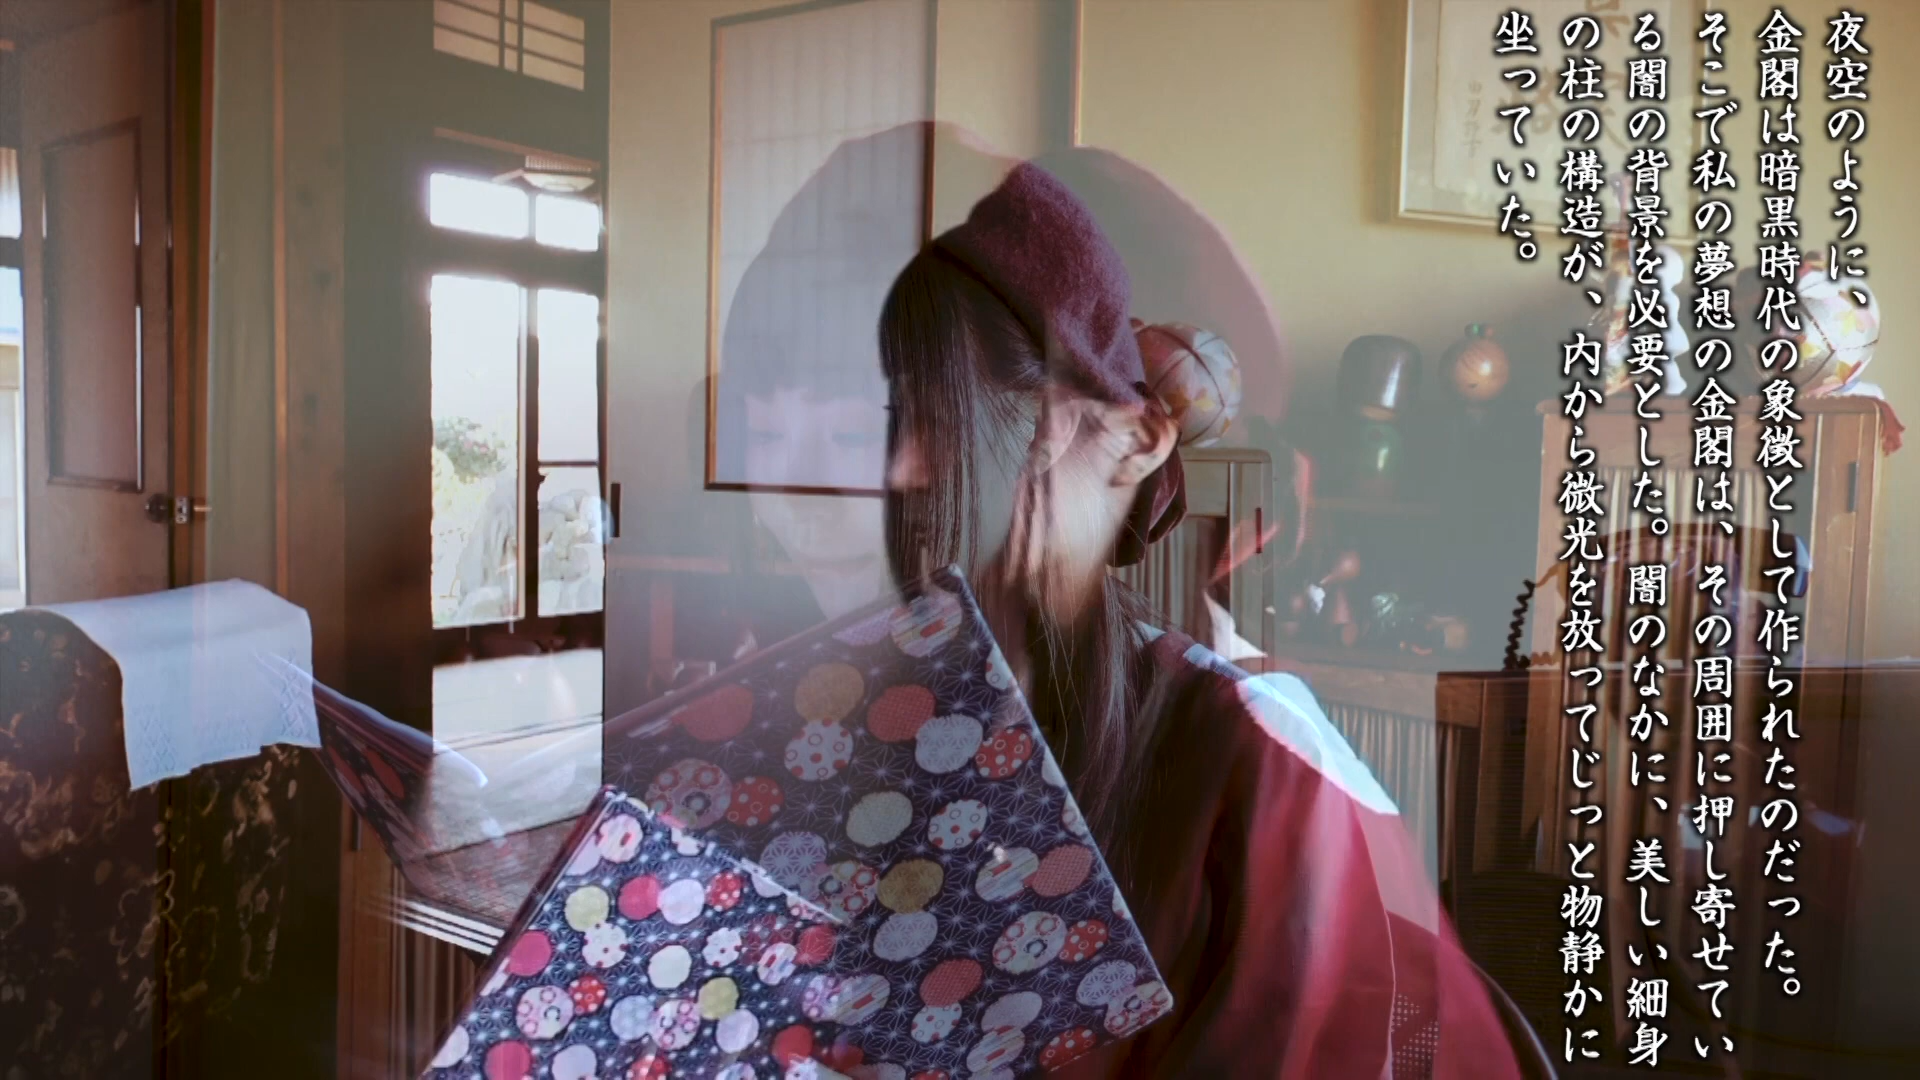 夜空のように、
金閣は暗黒時代の象徴として作られたのだった。
そこで私の夢想の金閣は、その周囲に押し寄せてい
る闇の背景を必要とした。闇のなかに、美しい細身
の柱の構造が、内から微光を放ってじっと物静かに
坐っていた。